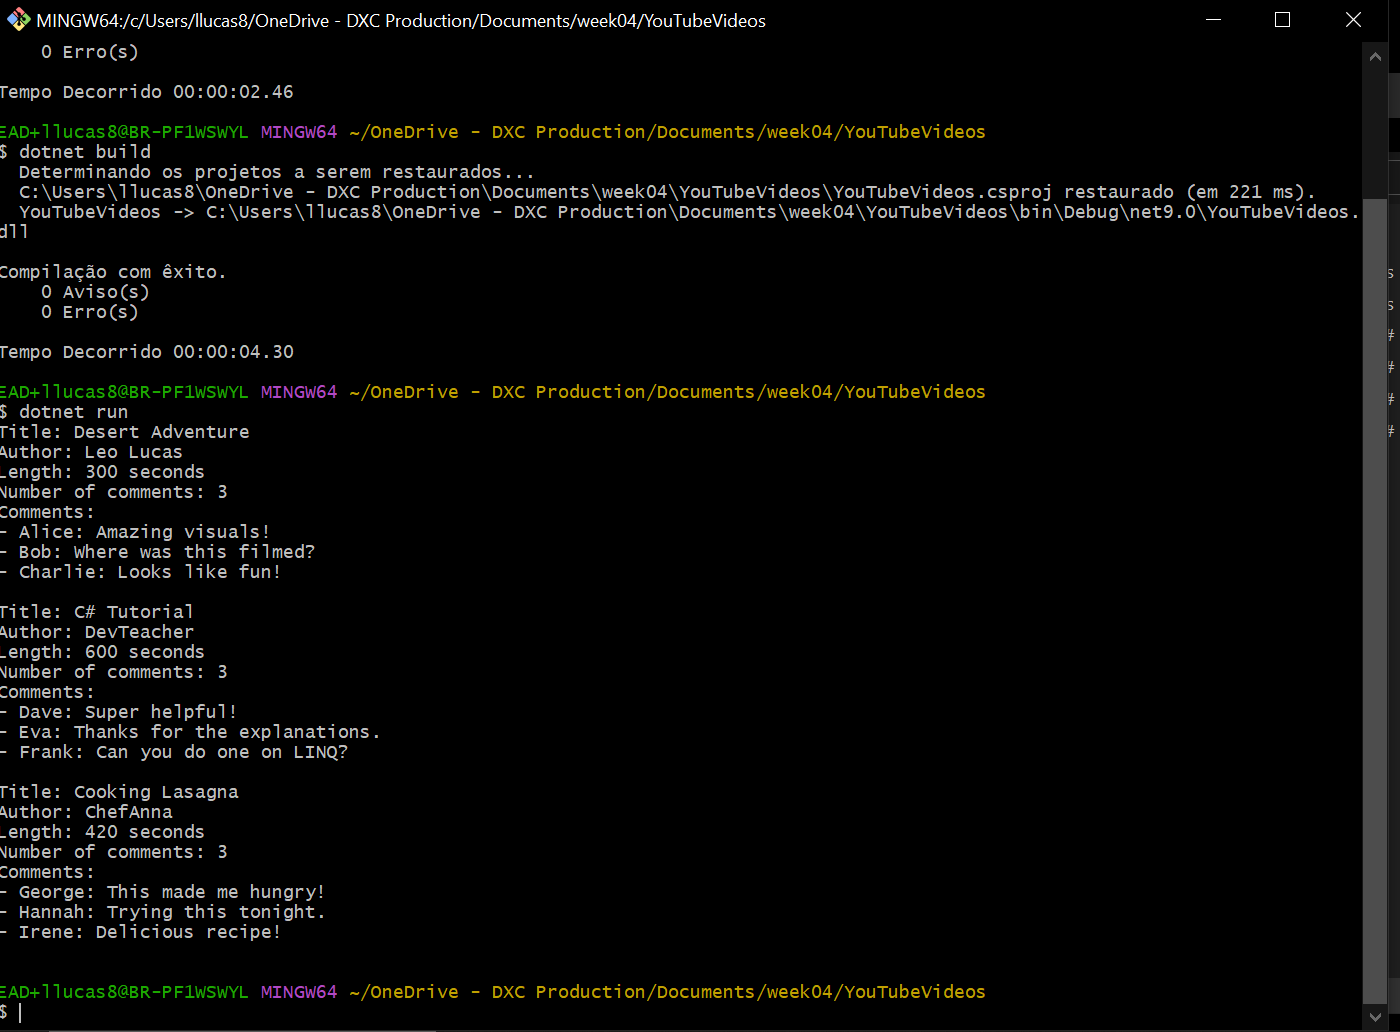 MINGW64:/c/Users/llucas8/OneDrive - DXC Production/Documents/week04/YouTubeVideos
0 Erro(s)
Tempo Decorrido 00:00:02.46
EAD+llucas8@BR-PF1WSWYL MINGW64 ~/OneDrive - DXC Production/Documents/week04/YouTubeVideos
$ dotnet build
Determinando os projetos a serem restaurados...
C:\Users\llucas8\OneDrive - DXC Production\Documents\week04\YouTubeVideos\YouTubeVideos.csproj restaurado (em 221 ms).
YouTubeVideos -> C:\Users\llucas8\OneDrive - DXC Production\Documents\week04\YouTubeVideos\bin\Debug\net9.0\YouTubeVideos.
dll
Compilação com êxito.
0 Aviso(s)
0 Erro(s)
Tempo Decorrido 00:00:04.30
EAD+llucas8@BR-PF1WSWYL MINGW64 ~/OneDrive - DXC Production/Documents/week04/YouTubeVideos
$ dotnet run
Title: Desert Adventure
Author: Leo Lucas
Length: 300 seconds
Number of comments: 3
Comments:
- Alice: Amazing visuals!
- Bob: Where was this filmed?
- Charlie: Looks like fun!
Title: C# Tutorial
Author: DevTeacher
Length: 600 seconds
Number of comments: 3
Comments:
- Dave: Super helpful!
- Eva: Thanks for the explanations.
- Frank: Can you do one on LINQ?
Title: Cooking Lasagna
Author: ChefAnna
Length: 420 seconds
Number of comments: 3
Comments:
- George: This made me hungry!
- Hannah: Trying this tonight.
- Irene: Delicious recipe!
EAD+llucas8@BR-PF1WSWYL MINGW64 ~/OneDrive - DXC Production/Documents/week04/YouTubeVideos
$